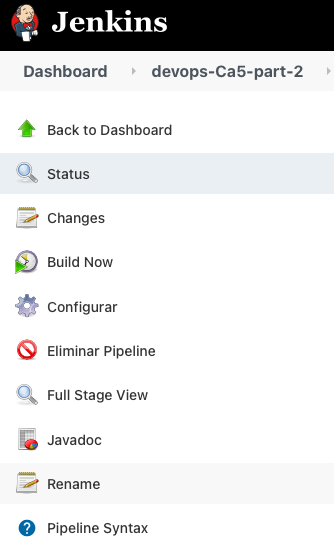 Jenkins
Dashboard devops-Ca5-part-2
Back to Dashboard
Status
Changes
Build Now
Configurar
Eliminar Pipeline
Full Stage View
Javadoc
Rename
Pipeline Syntax